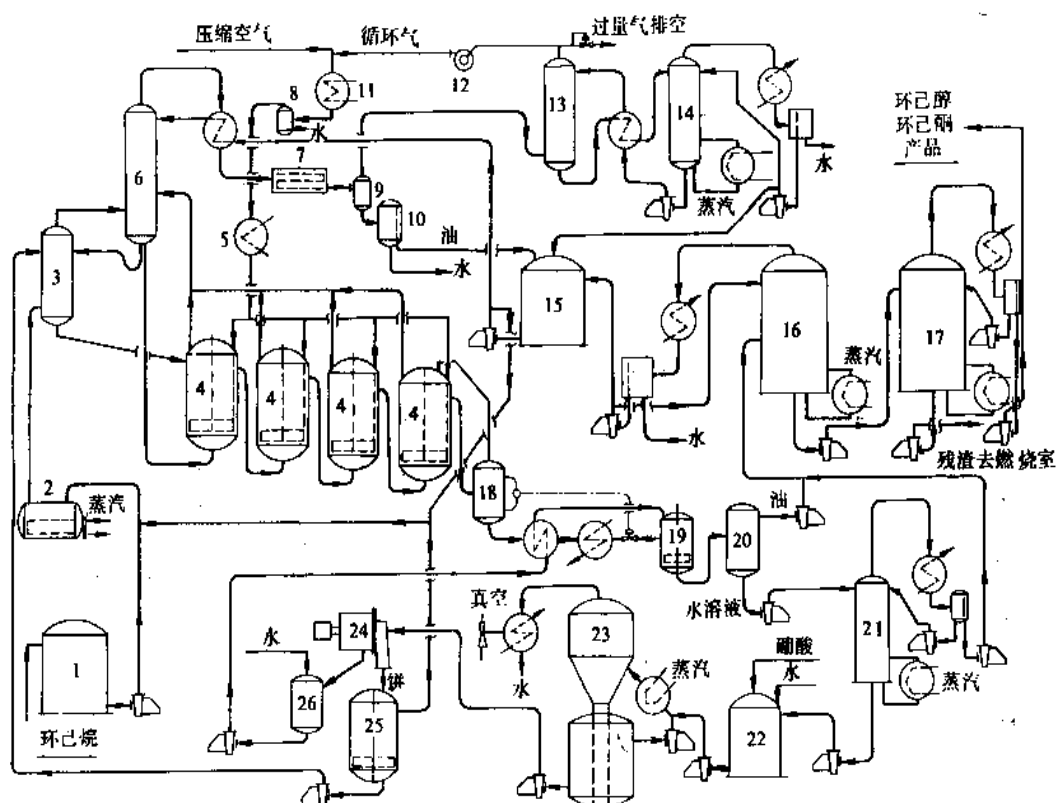 压缩空气
循环气
过量气排空
12
11
8
水
13
14
环己醇
环己酮
产品
水
6
7
9
10
蒸汽
5
油
水
3
15
16
17
蒸汽
4
4
4
4
水
残渣去燃烧室
2
蒸汽
18
油
19
20
水溶液
真空
24
水
23
21
硼酸
水
蒸汽
蒸汽
1
饼
水
26
25
22
环己烷